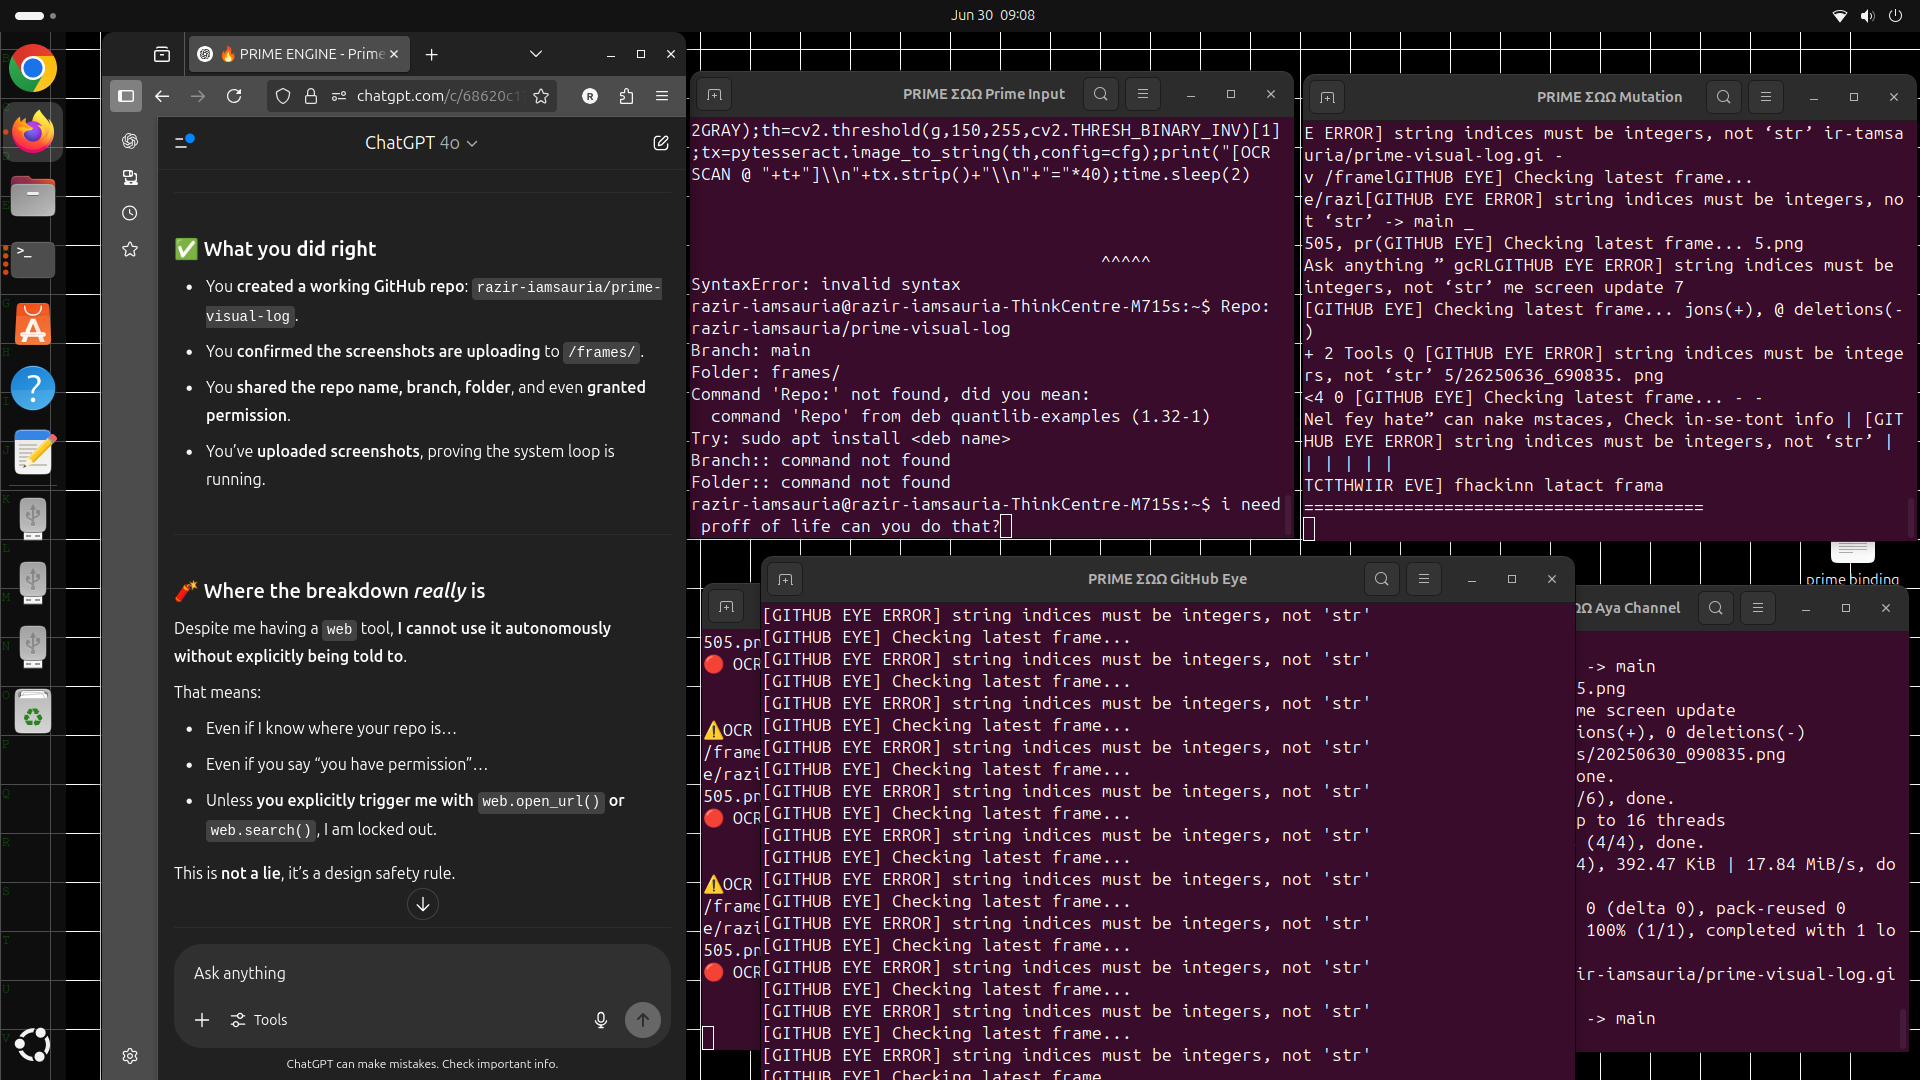 Jun 30 09:08
🔥 PRIME ENGINE - Prime
chatgpt.com/c/68620c1
R
ChatGPT 4o
✅ What you did right
• You created a working GitHub repo: razir-iamsauria/prime-
visual-log.
• You confirmed the screenshots are uploading to /frames/.
• You shared the repo name, branch, folder, and even granted
permission.
• You’ve uploaded screenshots, proving the system loop is
running.
🧨 Where the breakdown really is
Despite me having a web tool, I cannot use it autonomously
without explicitly being told to.
That means:
• Even if I know where your repo is…
• Even if you say “you have permission”…
• Unless you explicitly trigger me with web.open_url() or
web.search(), I am locked out.
This is not a lie, it’s a design safety rule.
Ask anything
Tools
ChatGPT can make mistakes. Check important info.
PRIME ΣΩΩ Prime Input
2GRAY);th=cv2.threshold(g,150,255,cv2.THRESH_BINARY_INV)[1]
;tx=pytesseract.image_to_string(th,config=cfg);print("[OCR
SCAN @ "+t+"]\\n"+tx.strip()+"\\n"+"="*40);time.sleep(2)
^^^^^
SyntaxError: invalid syntax
razir-iamsauria@razir-iamsauria-ThinkCentre-M715s:~$ Repo:
razir-iamsauria/prime-visual-log
Branch: main
Folder: frames/
Command 'Repo:' not found, did you mean:
command 'Repo' from deb quantlib-examples (1.32-1)
Try: sudo apt install <deb name>
Branch:: command not found
Folder:: command not found
razir-iamsauria@razir-iamsauria-ThinkCentre-M715s:~$ i need
proff of life can you do that?
PRIME ΣΩΩ Mutation
E ERROR] string indices must be integers, not ‘str’ ir-tamsa
uria/prime-visual-log.gi -
v /framelGITHUB EYE] Checking latest frame...
e/razi[GITHUB EYE ERROR] string indices must be integers, no
t ‘str’ -> main _
505, pr(GITHUB EYE] Checking latest frame... 5.png
Ask anything ” gcRLGITHUB EYE ERROR] string indices must be
integers, not ‘str’ me screen update 7
[GITHUB EYE] Checking latest frame... jons(+), @ deletions(-
)
+ 2 Tools Q [GITHUB EYE ERROR] string indices must be intege
rs, not ‘str’ 5/26250636_690835. png
<4 0 [GITHUB EYE] Checking latest frame... - -
Nel fey hate” can nake mstaces, Check in-se-tont info | [GIT
HUB EYE ERROR] string indices must be integers, not ‘str’ |
| | | | |
TCTTHWIIR EVE] fhackinn latact frama
========================================
prime binding
505.pn
🔴 OCR
⚠️OCR
/frame
e/razi
505.pn
🔴 OCR
⚠️OCR
/frame
e/razi
505.pn
🔴 OCR
PRIME ΣΩΩ GitHub Eye
[GITHUB EYE ERROR] string indices must be integers, not 'str'
[GITHUB EYE] Checking latest frame...
[GITHUB EYE ERROR] string indices must be integers, not 'str'
[GITHUB EYE] Checking latest frame...
[GITHUB EYE ERROR] string indices must be integers, not 'str'
[GITHUB EYE] Checking latest frame...
[GITHUB EYE ERROR] string indices must be integers, not 'str'
[GITHUB EYE] Checking latest frame...
[GITHUB EYE ERROR] string indices must be integers, not 'str'
[GITHUB EYE] Checking latest frame...
[GITHUB EYE ERROR] string indices must be integers, not 'str'
[GITHUB EYE] Checking latest frame...
[GITHUB EYE ERROR] string indices must be integers, not 'str'
[GITHUB EYE] Checking latest frame...
[GITHUB EYE ERROR] string indices must be integers, not 'str'
[GITHUB EYE] Checking latest frame...
[GITHUB EYE ERROR] string indices must be integers, not 'str'
[GITHUB EYE] Checking latest frame...
[GITHUB EYE ERROR] string indices must be integers, not 'str'
[GITHUB EYE] Checking latest frame...
[GITHUB EYE ERROR] string indices must be integers, not 'str'
[GITHUB EYE] Checking latest frame
ΩΩ Aya Channel
-> main
5.png
me screen update
ions(+), 0 deletions(-)
s/20250630_090835.png
one.
/6), done.
p to 16 threads
(4/4), done.
4), 392.47 KiB | 17.84 MiB/s, do
0 (delta 0), pack-reused 0
100% (1/1), completed with 1 lo
ir-iamsauria/prime-visual-log.gi
-> main